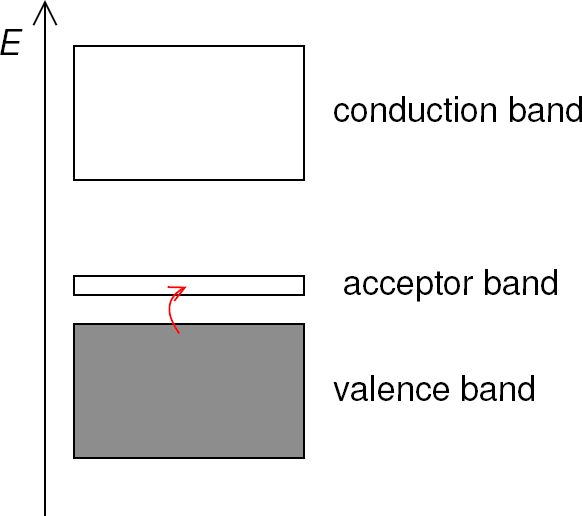 E
conduction band
acceptor band
valence band